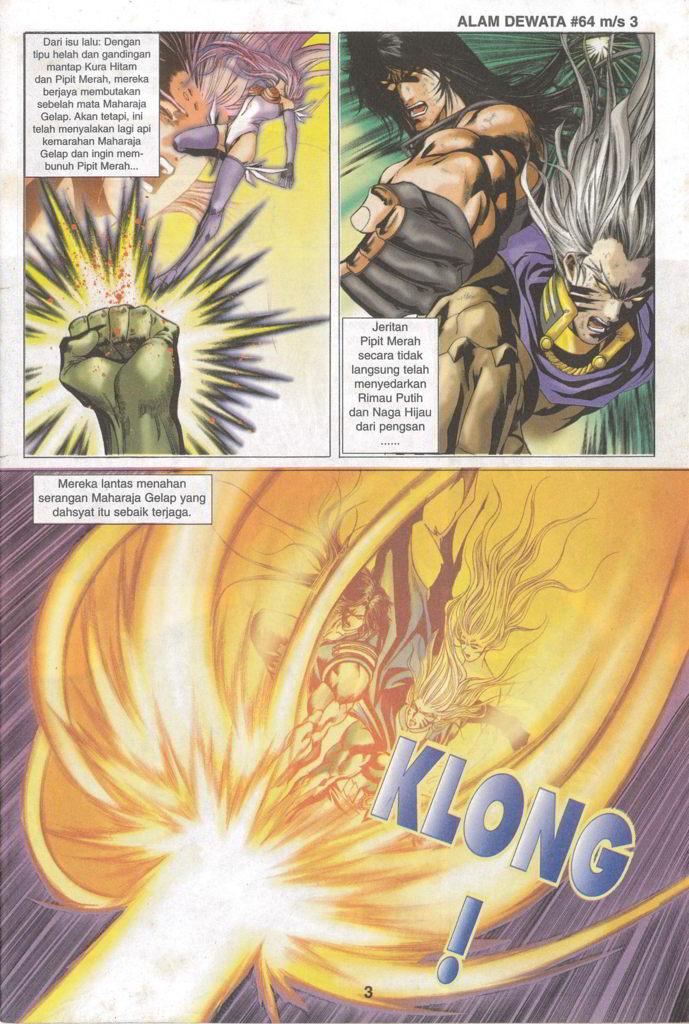 ALAM DEWATA #64 m/s 3
Dari isu lalu: Dengan
tipu helah dan gandingan
mantap Kura Hitam
dan Pipit Merah, mereka
berjaya membutakan
sebelah mata Maharaja
Gelap. Akan tetapi, ini
telah menyalakan lagi api
kemarahan Maharaja
Gelap dan ingin mem-
bunuh Pipit Merah...
Jeritan
Pipit Merah
secara tidak
langsung telah
menyedarkan
Rimau Putih
dan Naga Hijau
dari pengsan
......
Mereka lantas menahan
serangan Maharaja Gelap yang
dahsyat itu sebaik terjaga.
KLONG
!
3